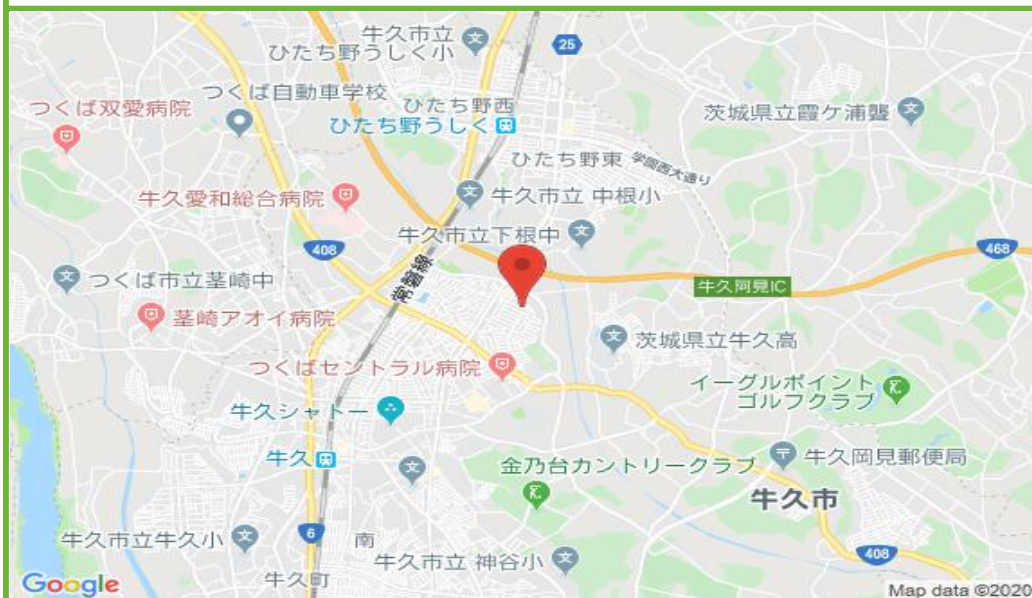 牛久市立
ひたち野うしく小
25
つくば双愛病院
つくば自動車学校
ひたち野西
ひたち野うしく
茨城県立霞ケ浦聾
ひたち野東
学園西大通り
牛久愛和総合病院
牛久市立 中根小
牛久市立下根中
408
468
常磐線
つくば市立茎崎中
牛久阿見IC
茎崎アオイ病院
茨城県立牛久高
つくばセントラル病院
イーグルポイント
ゴルフクラブ
牛久シャトー
牛久
金乃台カントリークラブ
牛久岡見郵便局
牛久市
6
牛久市立牛久小
南
牛久市立 神谷小
408
牛久町
Google
Map data ©2020